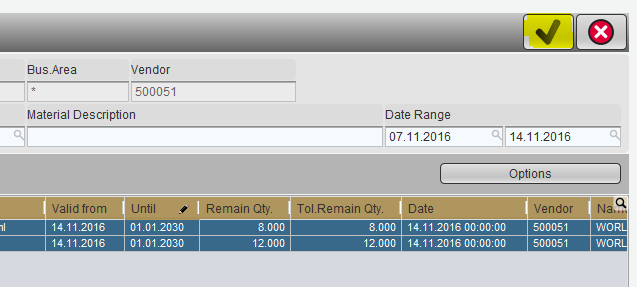 Bus.Area Vendor
* 500051
Material Description Date Range
07.11.2016 14.11.2016
Options
Valid from Until Remain Qty. Tol.Remain Qty. Date Vendor
14.11.2016 01.01.2030 8.000 8.000 14.11.2016 00:00:00 500051 WORL
14.11.2016 01.01.2030 12.000 12.000 14.11.2016 00:00:00 500051 WORL